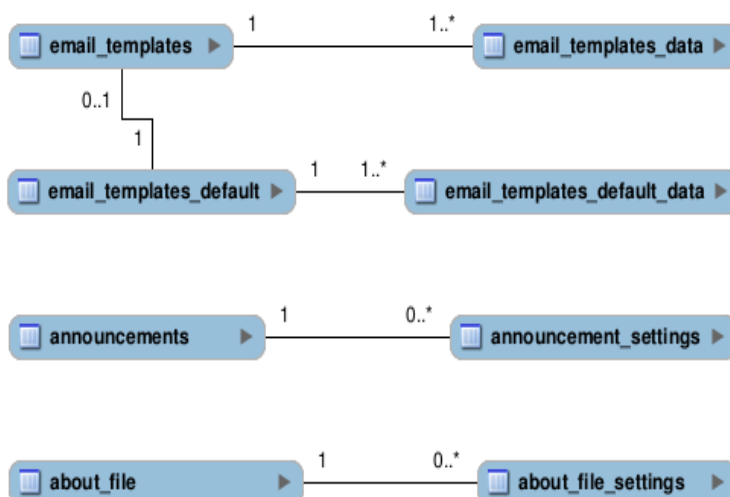 email_templates 1 1..* email_templates_data
0..1
1
email_templates_default 1 1..* email_templates_default_data
announcements 1 0..* announcement_settings
about_file 1 0..* about_file_settings